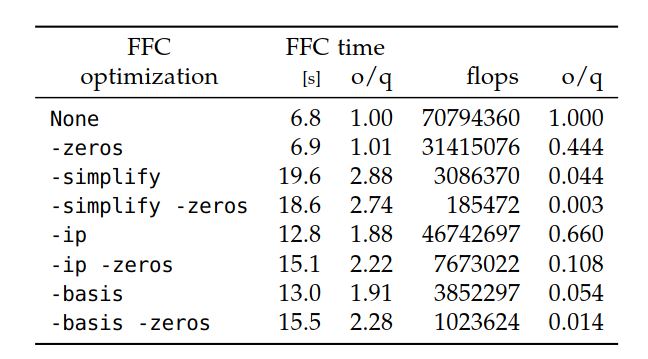 FFC FFC time
optimization [s] o/q flops o/q
None 6.8 1.00 70794360 1.000
-zeros 6.9 1.01 31415076 0.444
-simplify 19.6 2.88 3086370 0.044
-simplify -zeros 18.6 2.74 185472 0.003
-ip 12.8 1.88 46742697 0.660
-ip -zeros 15.1 2.22 7673022 0.108
-basis 13.0 1.91 3852297 0.054
-basis -zeros 15.5 2.28 1023624 0.014